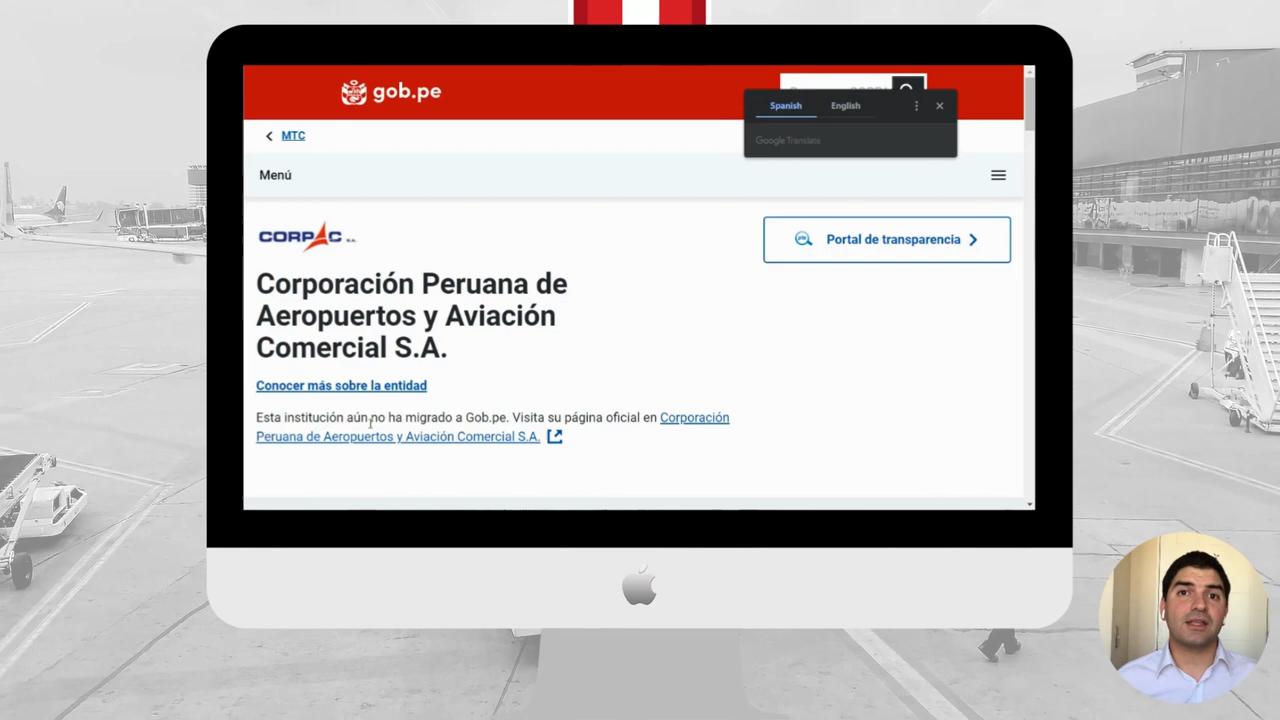 gob.pe
Spanish
English
Google Translate
MTC
Menú
CORPAC S.A.
Portal de transparencia
Corporación Peruana de
Aeropuertos y Aviación
Comercial S.A.
Conocer más sobre la entidad
Esta institución aún no ha migrado a Gob.pe. Visita su página oficial en Corporación
Peruana de Aeropuertos y Aviación Comercial S.A.